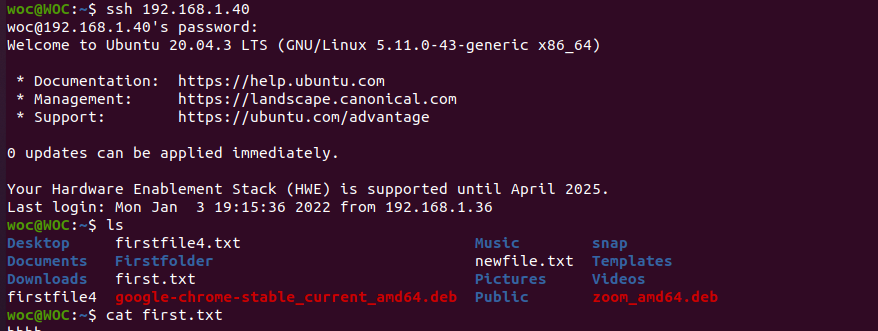 woc@WOC:~$ ssh 192.168.1.40
woc@192.168.1.40's password:
Welcome to Ubuntu 20.04.3 LTS (GNU/Linux 5.11.0-43-generic x86_64)
* Documentation:  https://help.ubuntu.com
* Management:     https://landscape.canonical.com
* Support:        https://ubuntu.com/advantage
0 updates can be applied immediately.
Your Hardware Enablement Stack (HWE) is supported until April 2025.
Last login: Mon Jan  3 19:15:36 2022 from 192.168.1.36
woc@WOC:~$ ls
Desktop    firstfile4.txt                        Music        snap
Documents  Firstfolder                           newfile.txt  Templates
Downloads  first.txt                             Pictures     Videos
firstfile4  google-chrome-stable_current_amd64.deb  Public       zoom_amd64.deb
woc@WOC:~$ cat first.txt